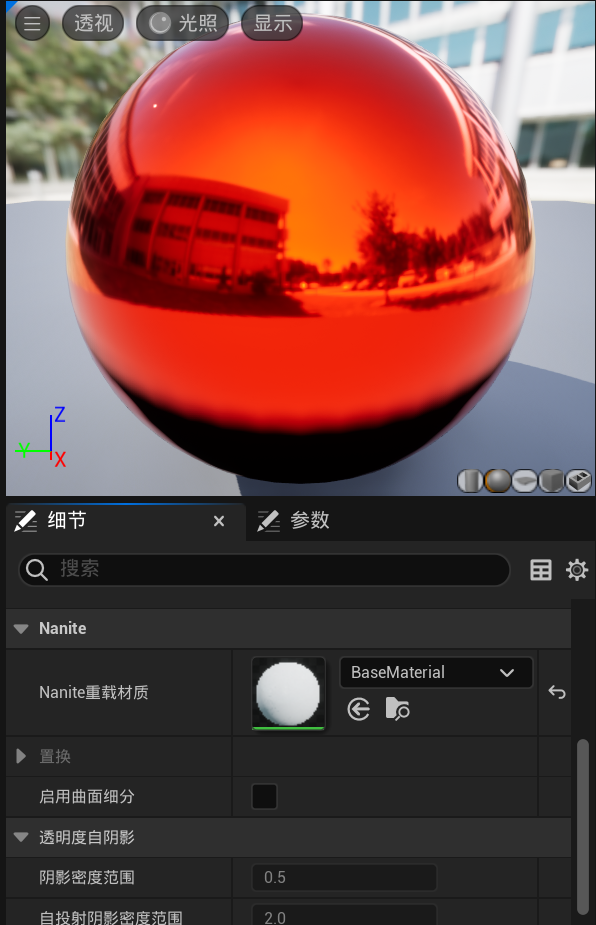 透视 光照 显示
Z
Y
X
细节 参数
搜索
Nanite
Nanite重载材质 BaseMaterial
置换
启用曲面细分
透明度自阴影
阴影密度范围 0.5
自投射阴影密度范围 2.0